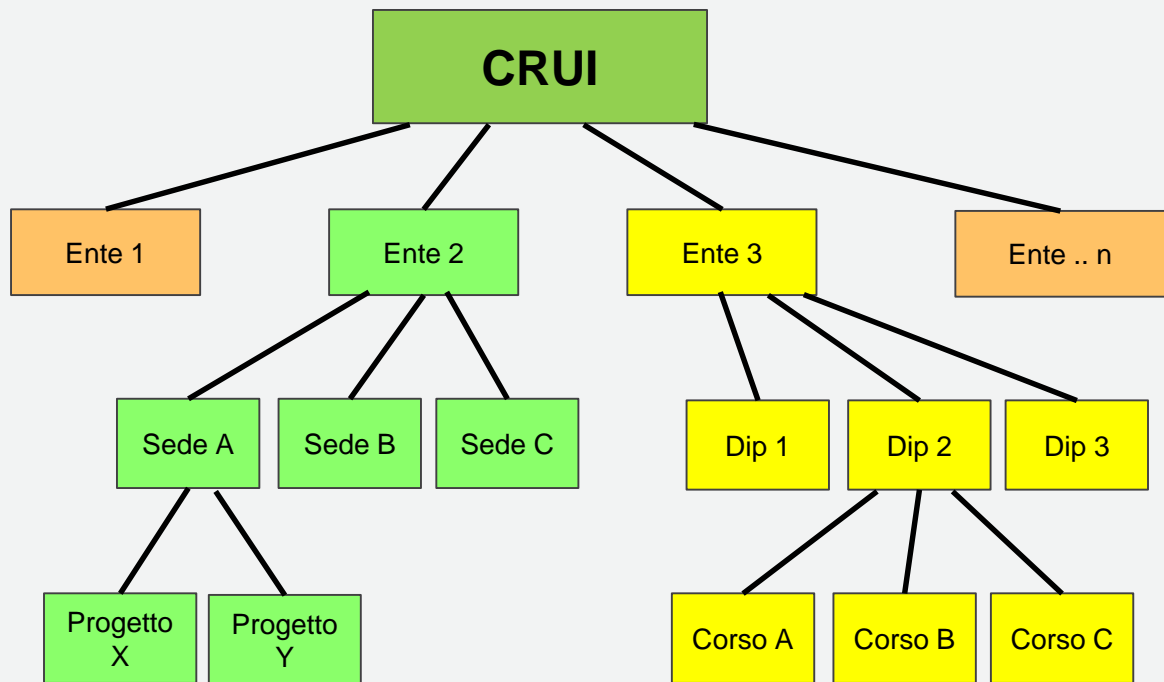 CRUI
Ente 1
Ente 2
Ente 3
Ente .. n
Sede A
Sede B
Sede C
Dip 1
Dip 2
Dip 3
Progetto
X
Progetto
Y
Corso A
Corso B
Corso C